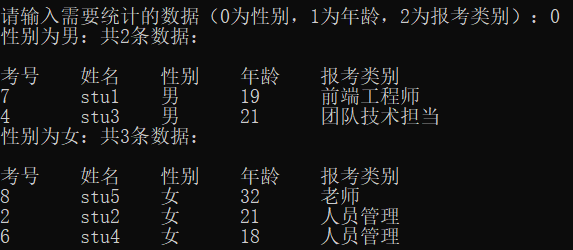 请输入需要统计的数据（0为性别，1为年龄，2为报考类别）：0
性别为男：共2条数据：
考号 姓名 性别 年龄 报考类别
7 stu1 男 19 前端工程师
4 stu3 男 21 团队技术担当
性别为女：共3条数据：
考号 姓名 性别 年龄 报考类别
8 stu5 女 32 老师
2 stu2 女 21 人员管理
6 stu4 女 18 人员管理